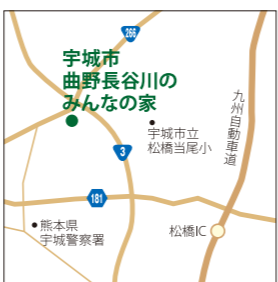 266
宇城市
曲野長谷川の
みんなの家
九州自動車道
宇城市立
松橋当尾小
3
181
熊本県
宇城警察署
松橋IC